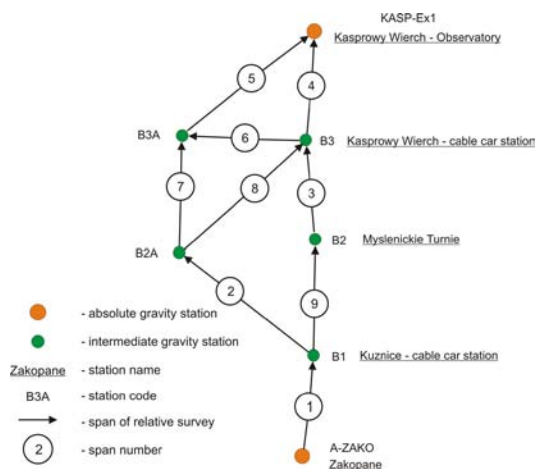 KASP-Ex1
Kasprowy Wierch - Observatory
5
4
B3A
6
B3
Kasprowy Wierch - cable car station
7
8
3
B2A
B2
Myslenickie Turnie
2
9
- absolute gravity station
- intermediate gravity station
B1
Kuznice - cable car station
Zakopane
- station name
B3A
- station code
1
- span of relative survey
2
- span number
A-ZAKO
Zakopane